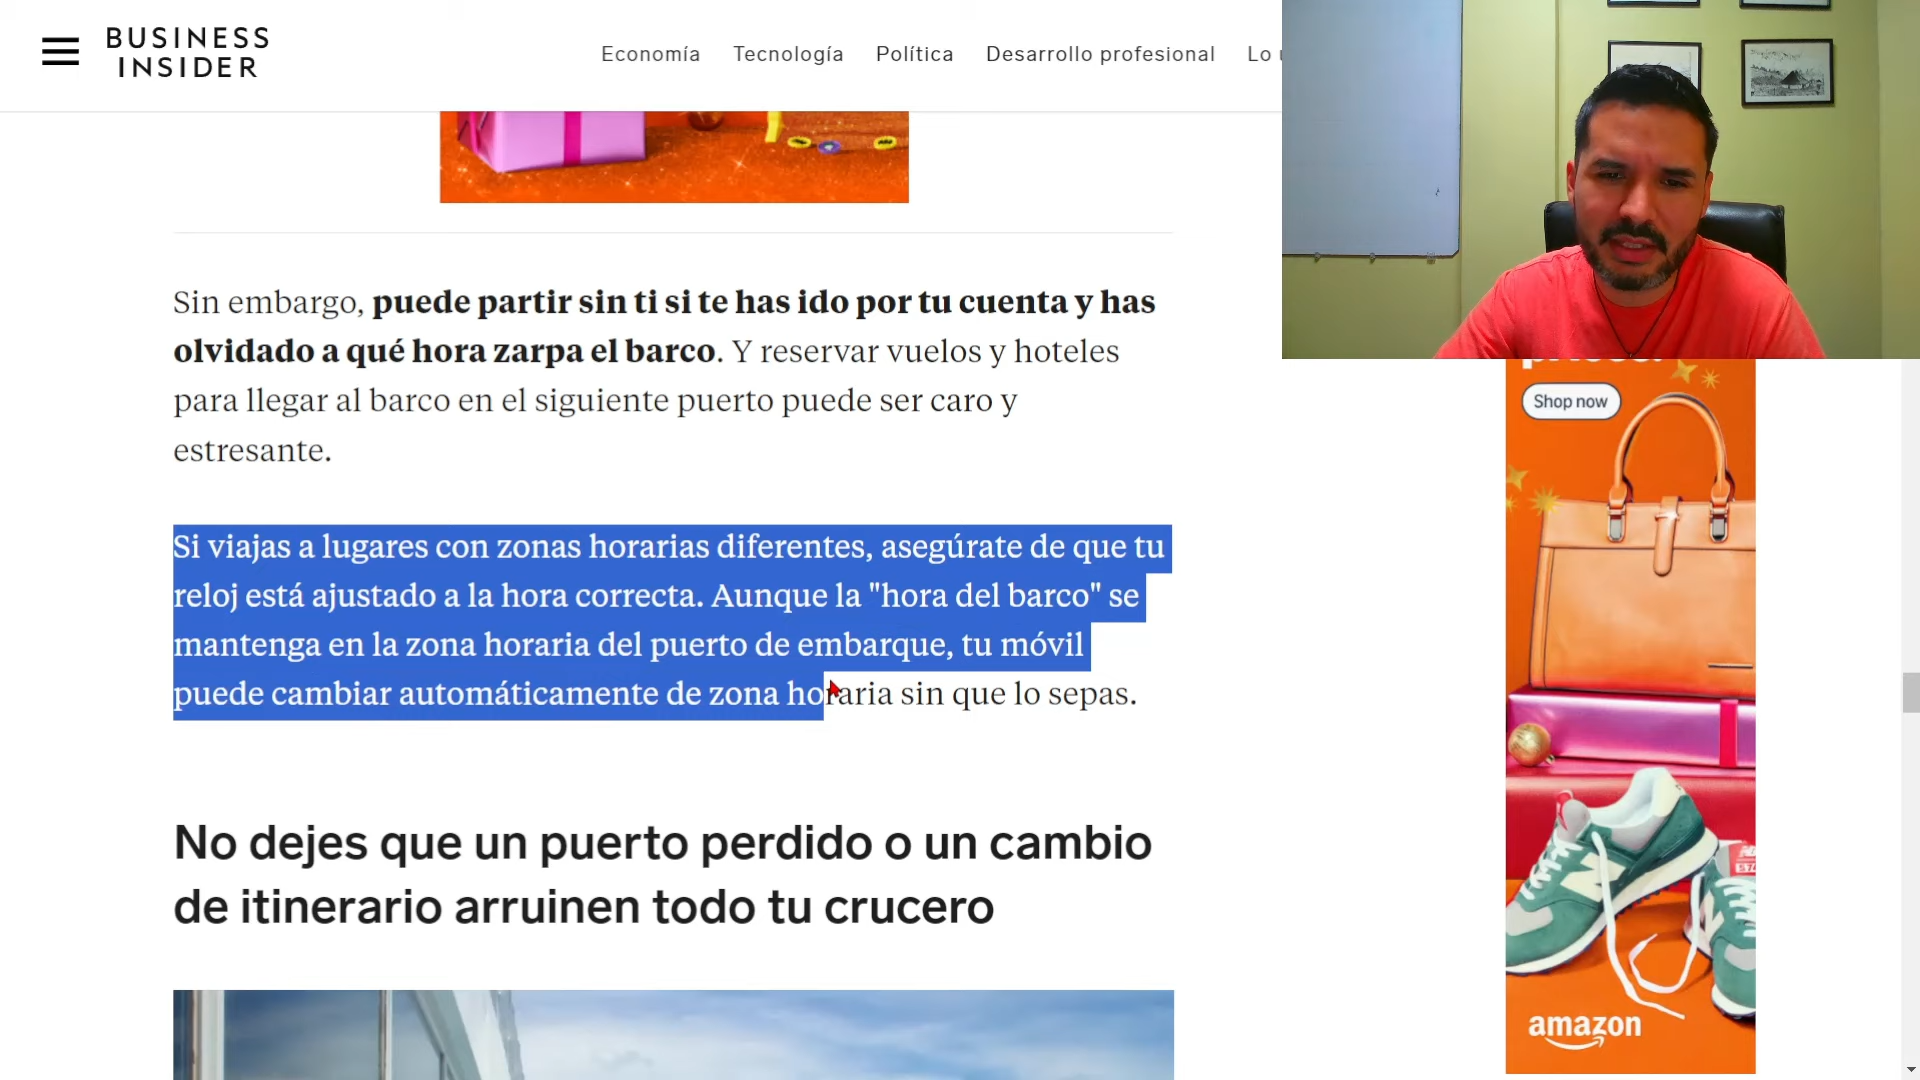 BUSINESS
INSIDER
Economía
Tecnología
Política
Desarrollo profesional
Lo
Sin embargo, puede partir sin ti si te has ido por tu cuenta y has
olvidado a qué hora zarpa el barco. Y reservar vuelos y hoteles
para llegar al barco en el siguiente puerto puede ser caro y
estresante.
Si viajas a lugares con zonas horarias diferentes, asegúrate de que tu
reloj está ajustado a la hora correcta. Aunque la "hora del barco" se
mantenga en la zona horaria del puerto de embarque, tu móvil
puede cambiar automáticamente de zona horaria sin que lo sepas.
No dejes que un puerto perdido o un cambio
de itinerario arruinen todo tu crucero
Shop now
amazon